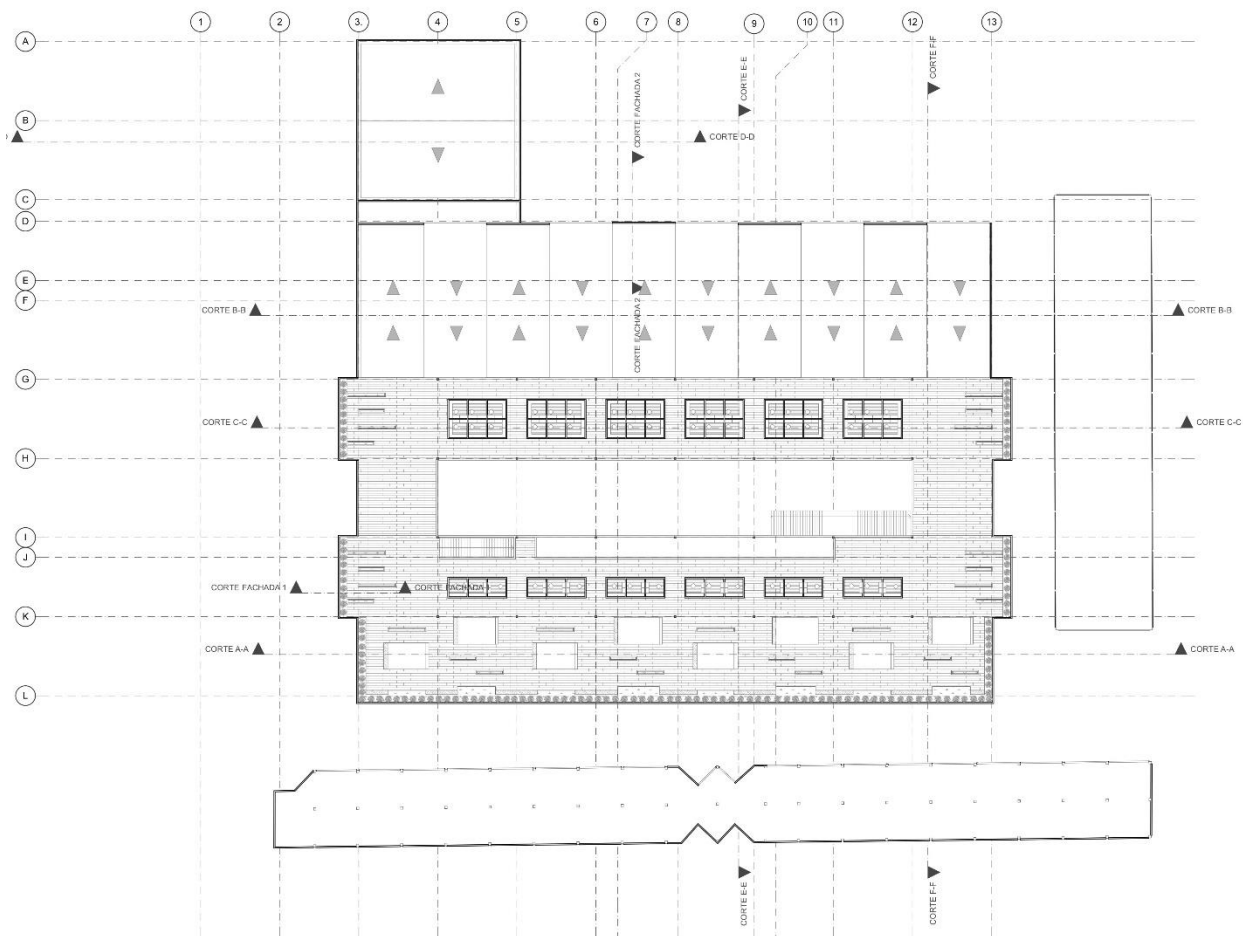 1
2
3.
4
5
6
7
8
9
10
11
12
13
A
CORTE FACHADA 2
CORTE E-E
CORTE F-F
B
CORTE D-D
C
D
E
F
CORTE B-B
CORTE B-B
CORTE FACHADA 2
G
CORTE C-C
CORTE C-C
H
I
J
CORTE FACHADA 1
CORTE FACHADA 1
K
CORTE A-A
CORTE A-A
L
CORTE E-E
CORTE F-F